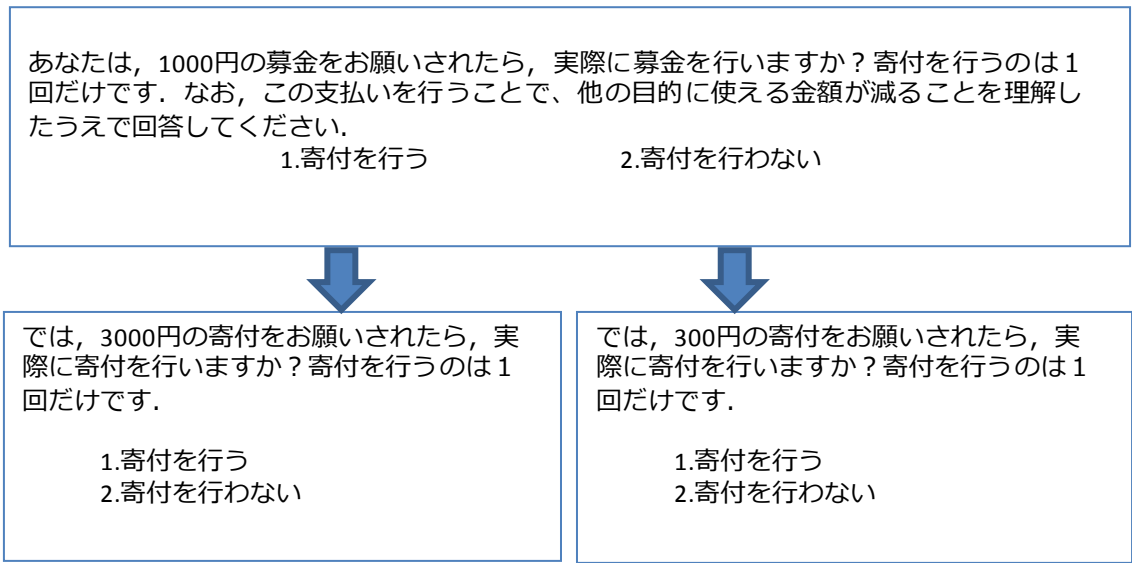 あなたは，1000円の募金をお願いされたら，実際に募金を行いますか？寄付を行うのは１
回だけです．なお，この支払いを行うことで、他の目的に使える金額が減ることを理解し
たうえで回答してください.
1.寄付を行う 2.寄付を行わない
では，3000円の寄付をお願いされたら，実
際に寄付を行いますか？寄付を行うのは１
回だけです．
1.寄付を行う
2.寄付を行わない
では，300円の寄付をお願いされたら，実
際に寄付を行いますか？寄付を行うのは１
回だけです．
1.寄付を行う
2.寄付を行わない